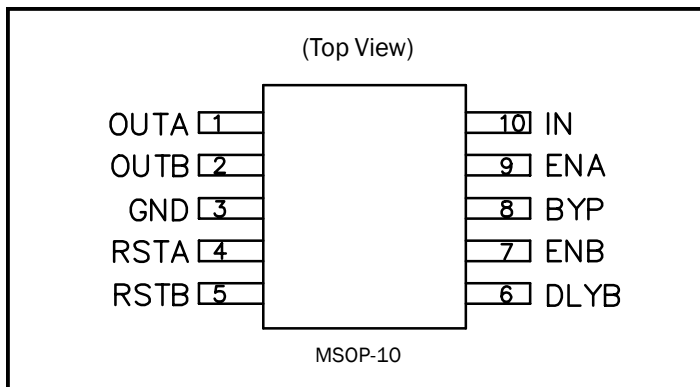 (Top View)
OUTA 1 10 IN
OUTB 2 9 ENA
GND 3 8 BYP
RSTA 4 7 ENB
RSTB 5 6 DLYB
MSOP-10